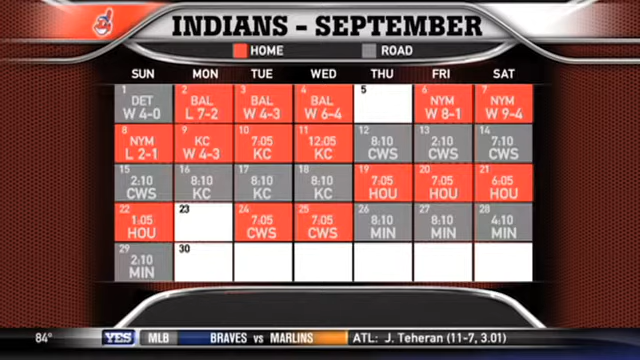 INDIANS - SEPTEMBER
HOME ROAD
SUN MON TUE WED THU FRI SAT
1 2 3 4 5 6 7
DET BAL BAL BAL NYM NYM
W 4-0 L 7-2 W 4-3 W 6-4 W 8-1 W 9-4
8 9 10 11 12 13 14
NYM KC 7:05 12:05 8:10 2:10 7:10
L 2-1 W 4-3 KC KC CWS CWS CWS
15 16 17 18 19 20 21
2:10 8:10 8:10 8:10 7:05 7:05 6:05
CWS KC KC KC HOU HOU HOU
22 23 24 25 26 27 28
1:05 7:05 7:05 8:10 8:10 4:10
HOU CWS CWS MIN MIN MIN
29 30
2:10
MIN
84° YES MLB BRAVES vs MARLINS ATL: J. Teheran (11-7, 3.01)